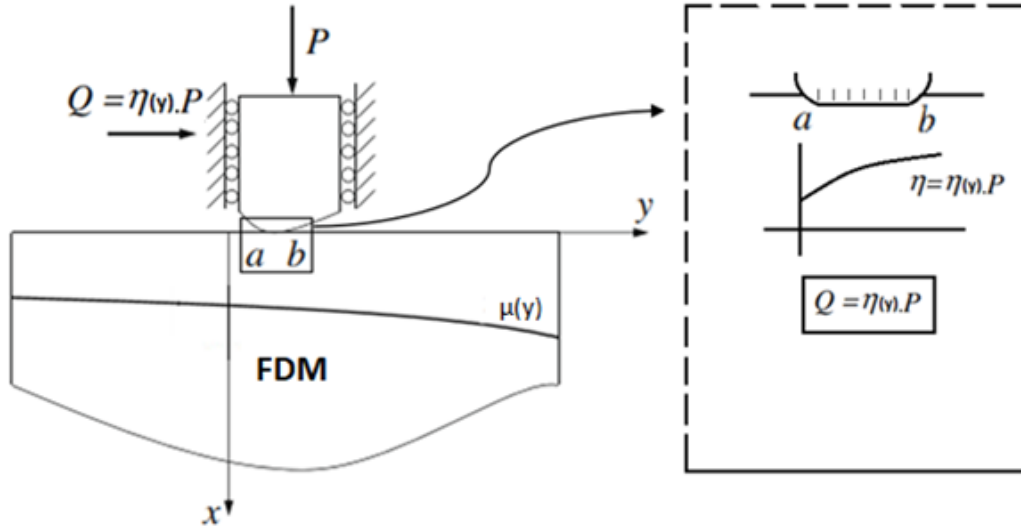 P
Q = η(y).P
y
a b
μ(y)
FDM
x
a b
η=η(y).P
Q = η(y).P